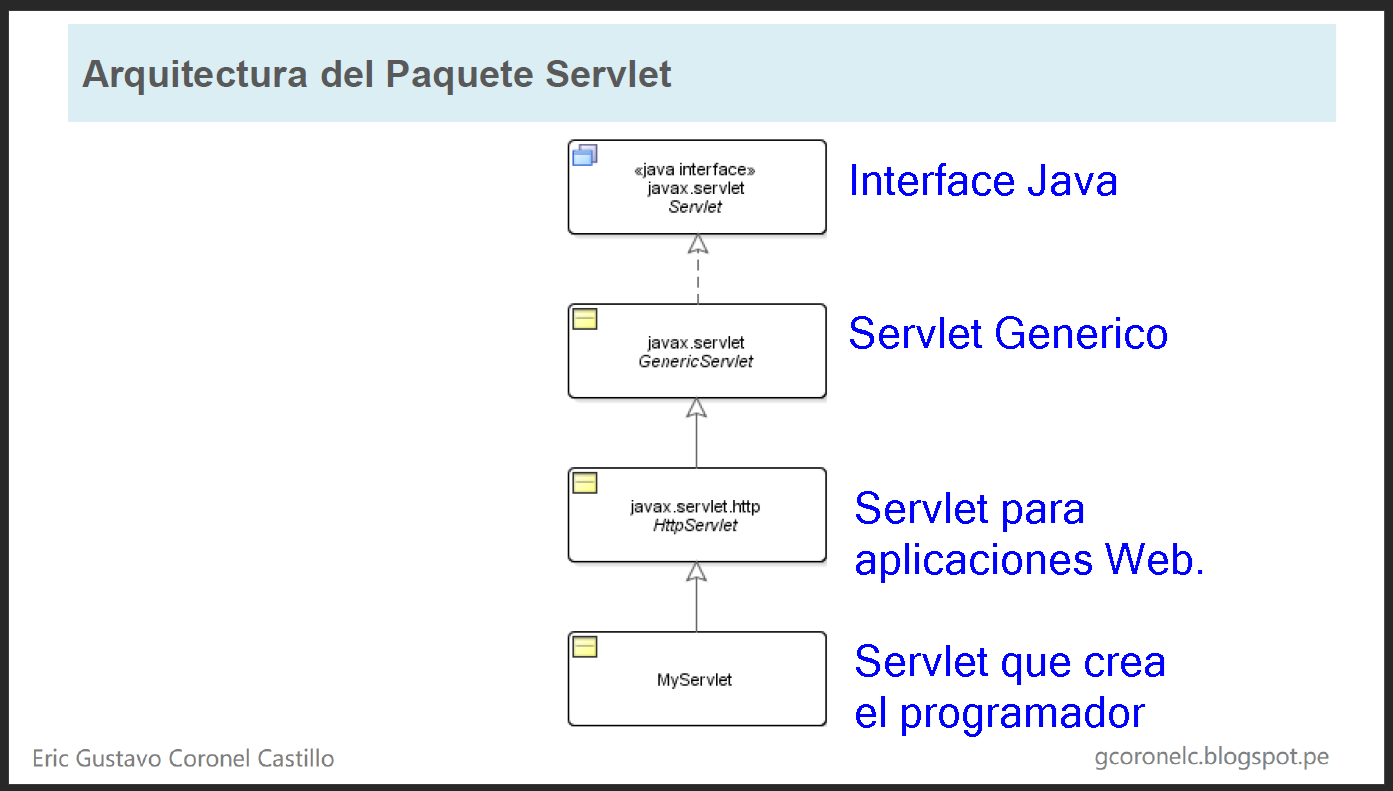 Arquitectura del Paquete Servlet
«java interface»
javax.servlet
Servlet
Interface Java
javax.servlet
GenericServlet
Servlet Generico
javax.servlet.http
HttpServlet
Servlet para
aplicaciones Web.
MyServlet
Servlet que crea
el programador
Eric Gustavo Coronel Castillo
gcoronelc.blogspot.pe